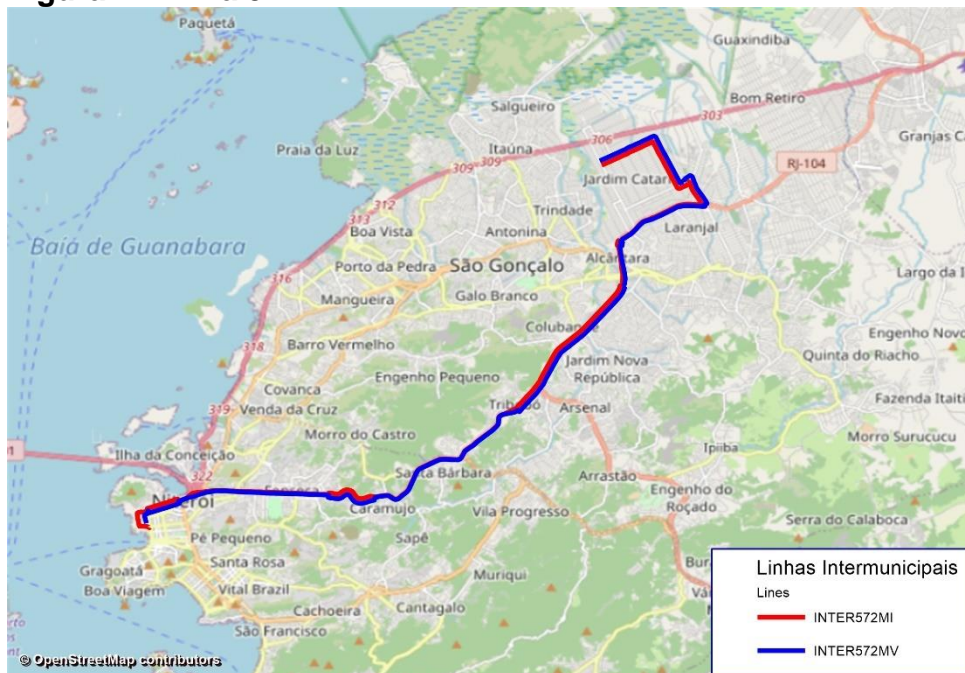 Paquetá
Guaxindiba
Bom Retiro
303
Salgueiro
306
Granjas Ca
Itaúna
309
309
Praia da Luz
RJ-104
Jardim Catar
312
Trindade
313
Boa Vista
Antonina
Laranjal
Baía de Guanabara
Alcântara
São Gonçalo
Porto da Pedra
316
Largo da I
Mangueira
Galo Branco
Coluband
Engenho Novo
318
Barro Vermelho
Jardim Nova
República
Quinta do Riacho
Engenho Pequeno
Covanca
Fazenda Itaiti
319
Venda da Cruz
Arsenal
Morro do Castro
Morro Surucucu
Ipiíba
Ilha da Conceição
322
Santa Bárbara
Arrastão
Fonseca
Engenho do
Roçado
Niterói
Caramujo
Vila Progresso
Serra do Calaboca
Pé Pequeno
Sapê
Santa Rosa
Gragoatá
Muriqui
Boa Viagem
Vital Brazil
Cantagalo
Cachoeira
São Francisco
Linhas Intermunicipais
Lines
INTER572MI
INTER572MV
© OpenStreetMap contributors